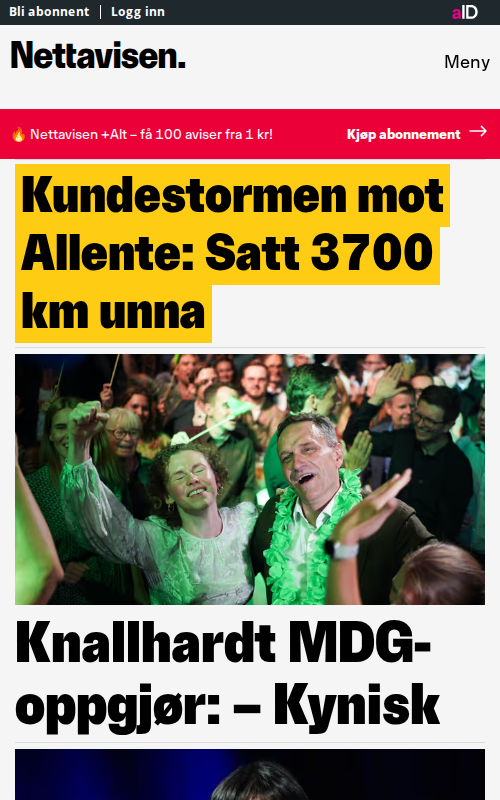 Bli abonnent | Logg inn
aID
Nettavisen.
Meny
🔥 Nettavisen +Alt – få 100 aviser fra 1 kr!
Kjøp abonnement →
Kundestormen mot
Allente: Satt 3700
km unna
Knallhardt MDG-
oppgjør: – Kynisk